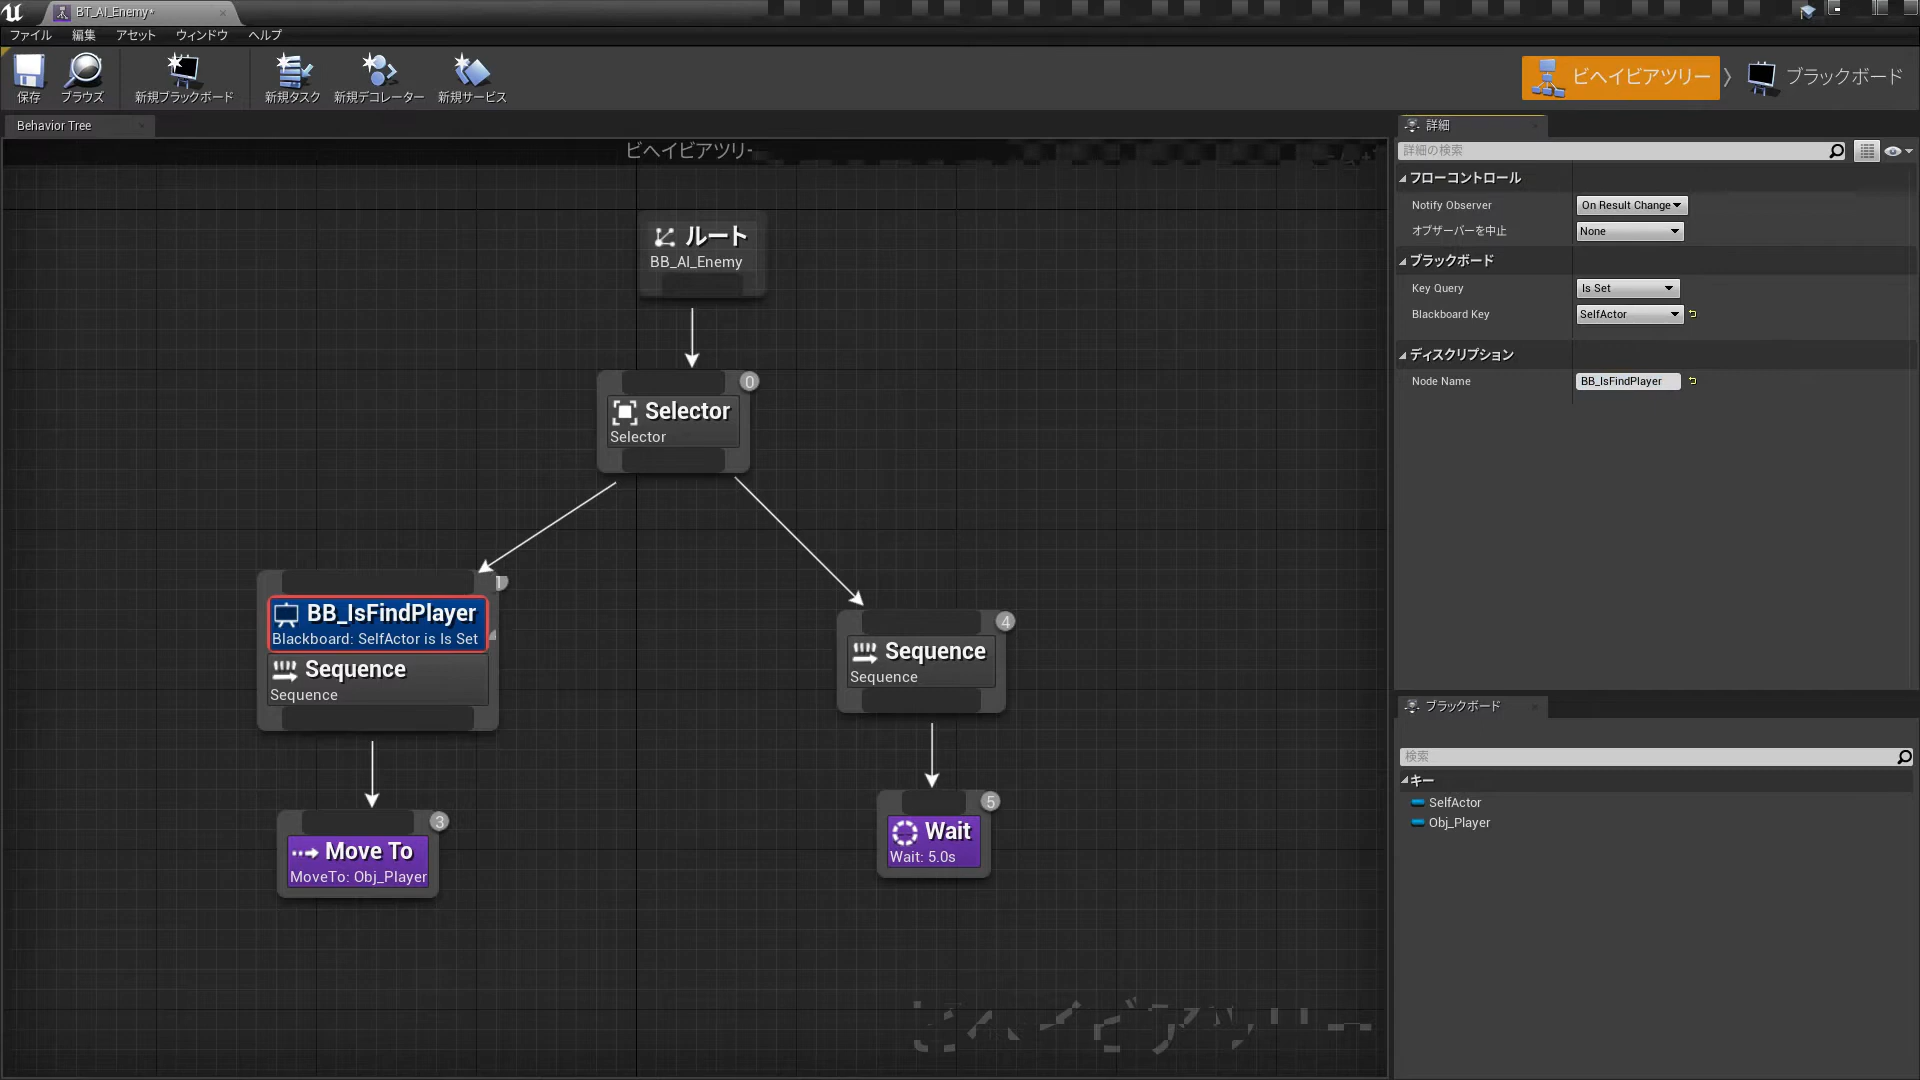 BT_AI_Enemy*
ファイル 編集 アセット ウィンドウ ヘルプ
保存 ブラウズ 新規ブラックボード 新規タスク 新規デコレーター 新規サービス
ビヘイビアツリー ブラックボード
Behavior Tree
ビヘイビアツリー
ルート
BB_AI_Enemy
0
Selector
Selector
1
BB_IsFindPlayer
Blackboard: SelfActor is Is Set
Sequence
Sequence
4
Sequence
Sequence
3
Move To
MoveTo: Obj_Player
5
Wait
Wait: 5.0s
ビヘイビアツリー
詳細
詳細の検索
フローコントロール
Notify Observer On Result Change
オブザーバーを中止 None
ブラックボード
Key Query Is Set
Blackboard Key SelfActor
ディスクリプション
Node Name BB_IsFindPlayer
ブラックボード
検索
キー
SelfActor
Obj_Player